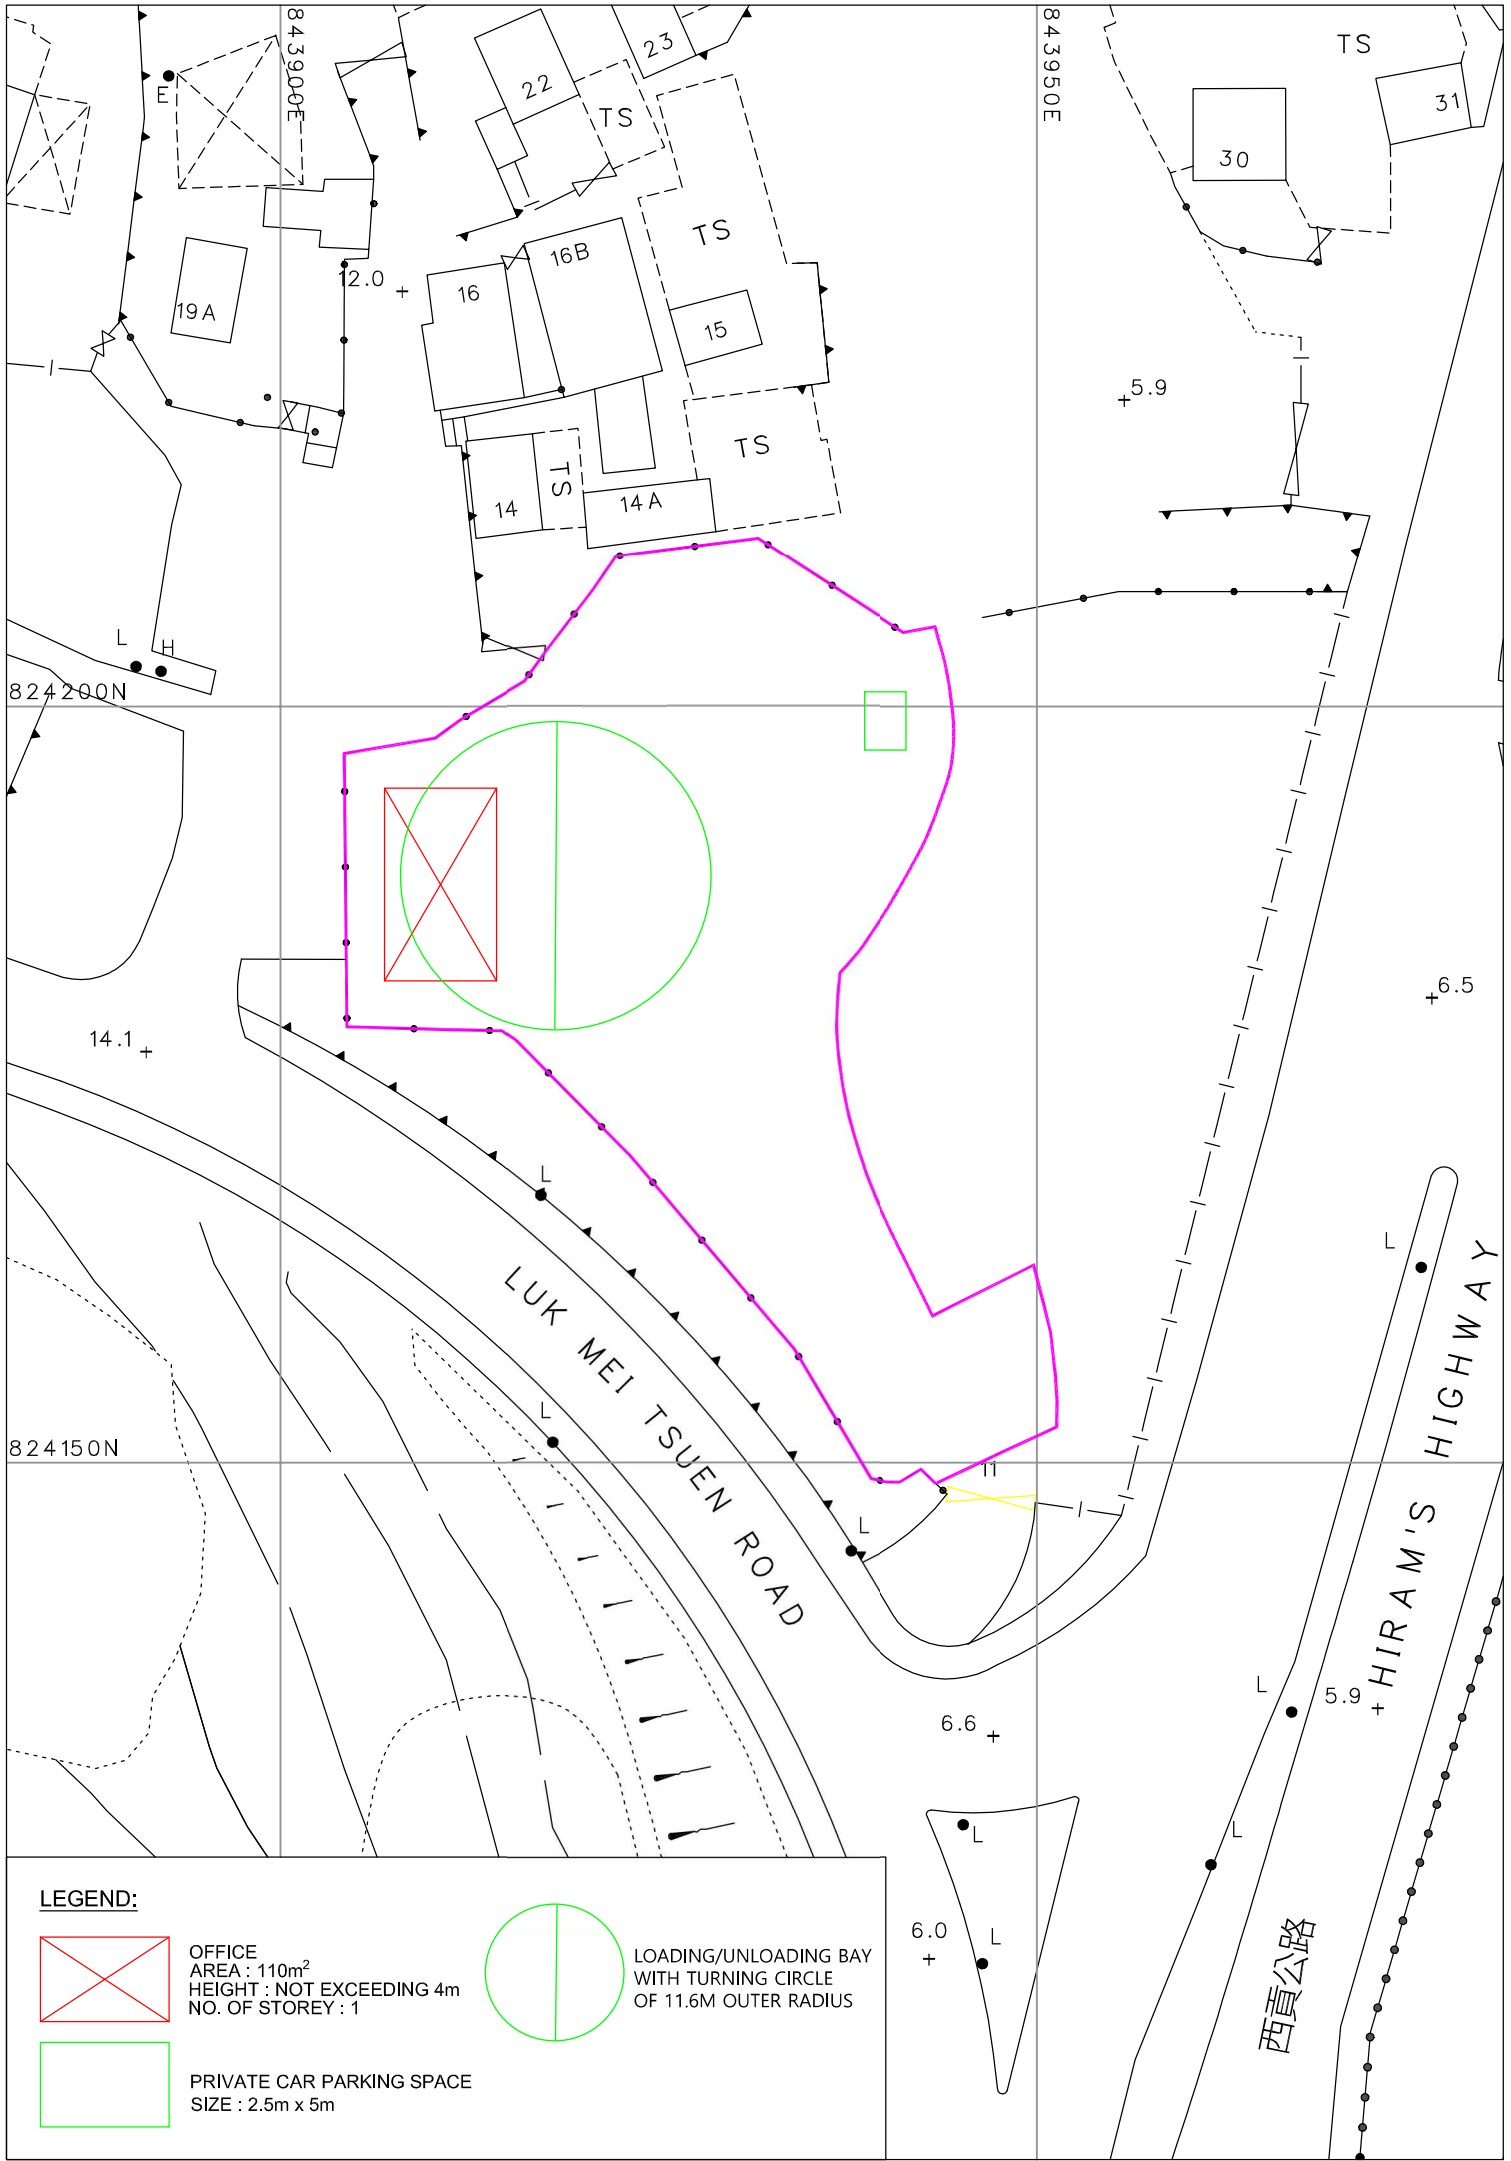 843900E
843950E
23
TS
22
31
E
TS
30
TS
16B
12.0
16
19A
15
5.9
TS
TS
14
14A
L
H
824200N
6.5
14.1
L
L
LUK MEI TSUEN ROAD
HIRAM'S HIGHWAY
L
824150N
11
L
L
5.9
6.6
L
L
6.0
L
西貢公路
LEGEND:
OFFICE
AREA : 110m²
HEIGHT : NOT EXCEEDING 4m
NO. OF STOREY : 1
LOADING/UNLOADING BAY
WITH TURNING CIRCLE
OF 11.6M OUTER RADIUS
PRIVATE CAR PARKING SPACE
SIZE : 2.5m x 5m